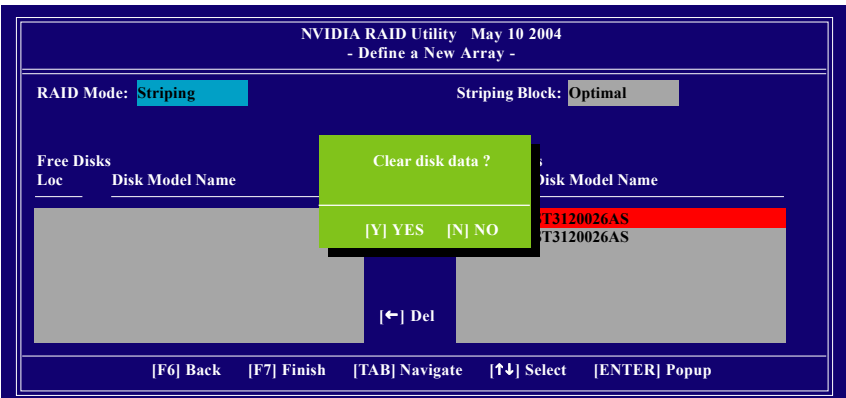 NVIDIA RAID Utility May 10 2004
- Define a New Array -
RAID Mode: Striping
Striping Block: Optimal
Free Disks
Loc Disk Model Name
Disk Model Name
Clear disk data ?
[Y] YES [N] NO
ST3120026AS
ST3120026AS
[←] Del
[F6] Back [F7] Finish [TAB] Navigate [↑↓] Select [ENTER] Popup